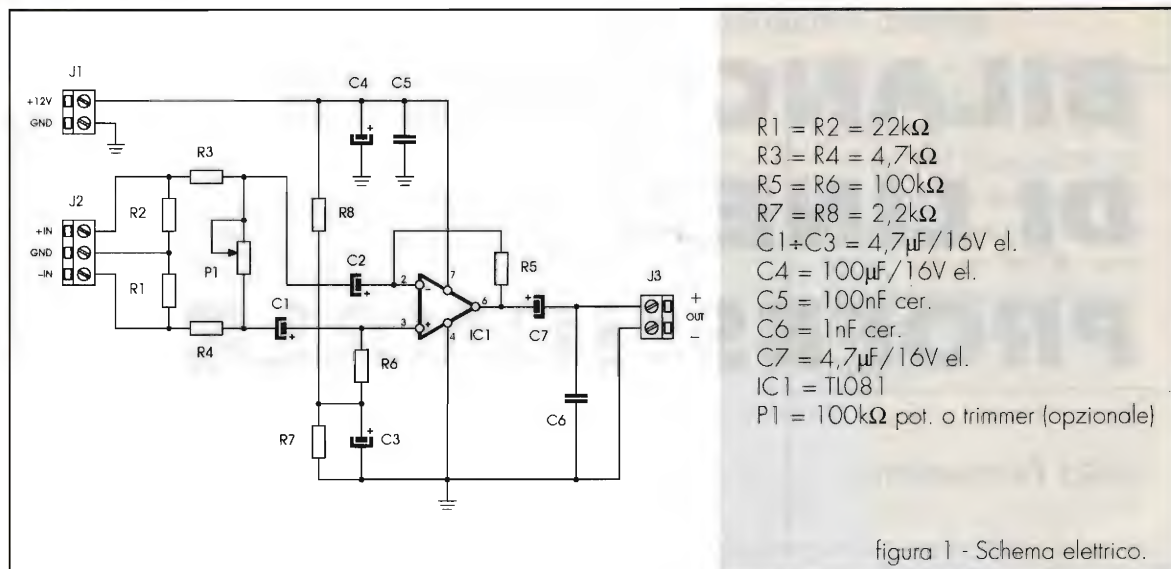 J1
+12V
GND
J2
+IN
GND
-IN
R3
R2
R1
R4
P1
C1
C2
R8
C4
+
C5
+
+
2
-
7
3
+
4
6
IC1
R5
R6
R7
C3
+
+
C7
C6
J3
+
OUT
-
R1 = R2 = 22kΩ
R3 = R4 = 4,7kΩ
R5 = R6 = 100kΩ
R7 = R8 = 2,2kΩ
C1÷C3 = 4,7µF/16V el.
C4 = 100µF/16V el.
C5 = 100nF cer.
C6 = 1nF cer.
C7 = 4,7µF/16V el.
IC1 = TL081
P1 = 100kΩ pot. o trimmer (opzionale)
figura 1 - Schema elettrico.